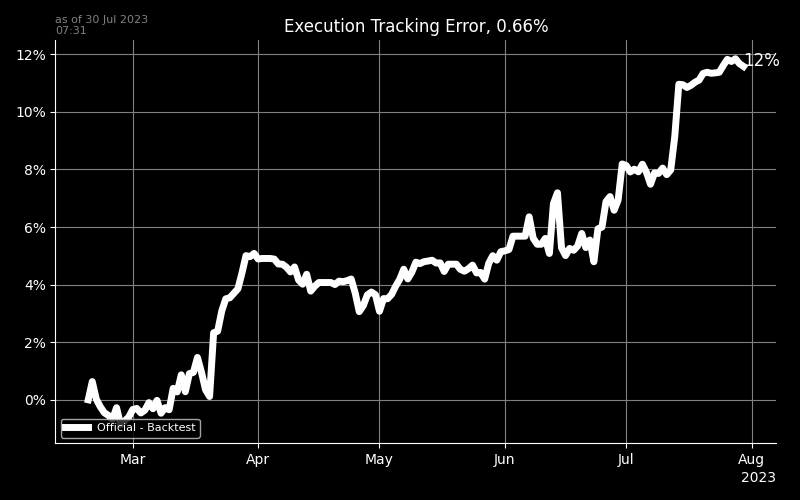 as of 30 Jul 2023
07:31
Execution Tracking Error, 0.66%
12%
12%
10%
8%
6%
4%
2%
0%
Official - Backtest
Mar Apr May Jun Jul Aug
2023